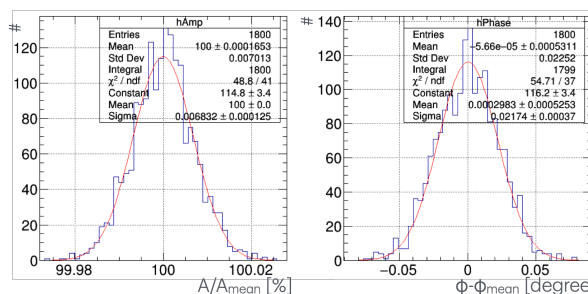 hAmp
Entries 1800
Mean 100 ± 0.0001653
Std Dev 0.007013
Integral 1800
χ² / ndf 48.8 / 41
Constant 114.8 ± 3.4
Mean 100 ± 0.0
Sigma 0.006832 ± 0.000125
#
120
100
80
60
40
20
0
99.98 100 100.02
A/Amean [%]
hPhase
Entries 1800
Mean −5.66e−05 ± 0.0005311
Std Dev 0.02252
Integral 1799
χ² / ndf 54.71 / 37
Constant 116.2 ± 3.4
Mean 0.0002983 ± 0.0005253
Sigma 0.02174 ± 0.00037
#
140
120
100
80
60
40
20
0
−0.05 0 0.05
ϕ-ϕmean [degree